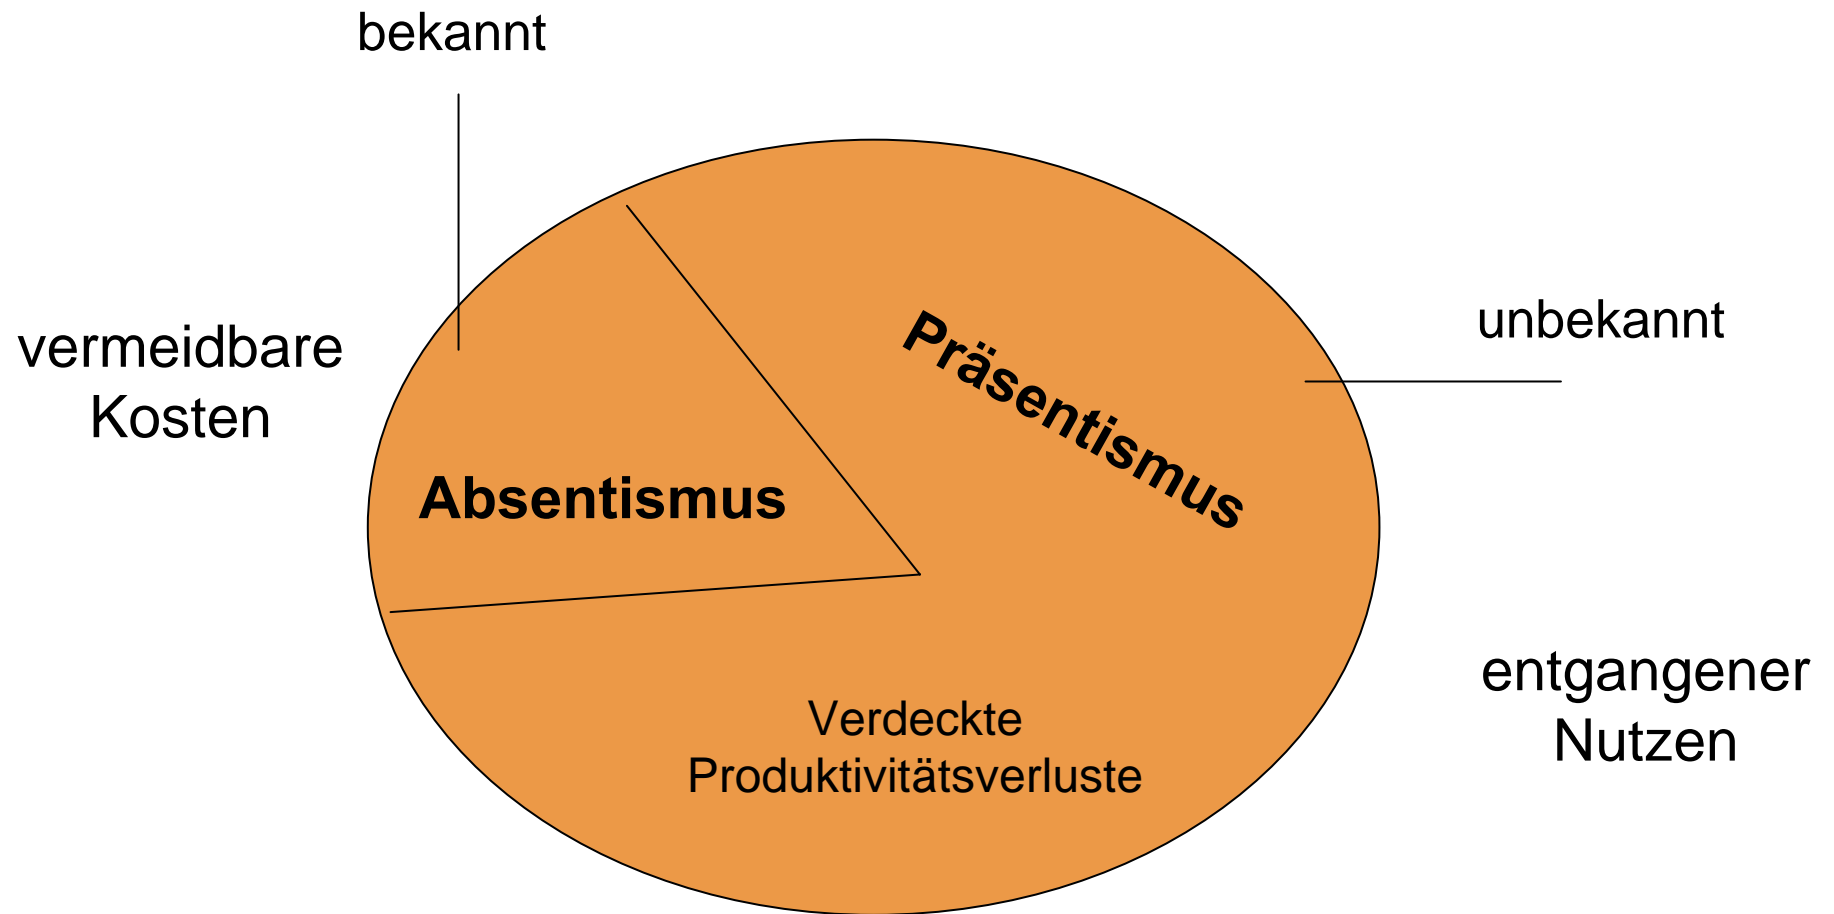 bekannt
unbekannt
vermeidbare
Kosten
Präsentismus
Absentismus
entgangener
Nutzen
Verdeckte
Produktivitätsverluste